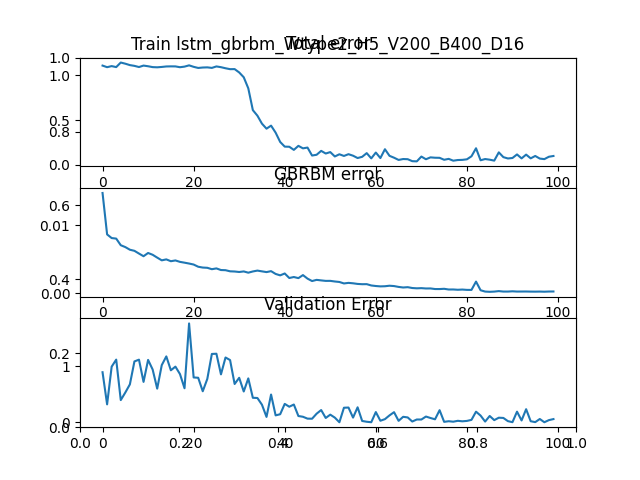 Train lstm_gbrbm_Wtype2_H5_V200_B400_D16
Total error
1.0
1.0
0.5
0.8
0.0
0 20 40 60 80 100
GBRBM error
0.6
0.01
0.4
0.00
0 20 40 60 80 100
Validation Error
0.2
1
0
0.0
0.0 0 0.2 20 0.4 40 0.6 60 80 0.8 100 1.0